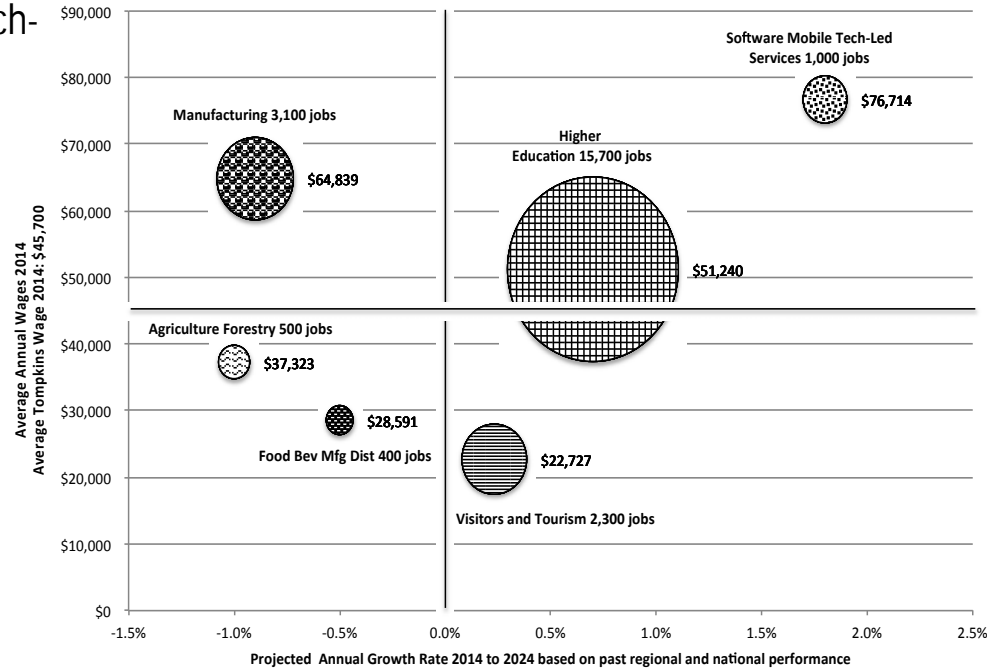 ch-
$90,000
Software Mobile Tech-Led
Services 1,000 jobs
$80,000
$76,714
Manufacturing 3,100 jobs
Higher
Education 15,700 jobs
$70,000
$64,839
$60,000
$51,240
$50,000
Average Annual Wages 2014
Average Tompkins Wage 2014: $45,700
Agriculture Forestry 500 jobs
$40,000
$37,323
$30,000
$28,591
Food Bev Mfg Dist 400 jobs
$22,727
$20,000
Visitors and Tourism 2,300 jobs
$10,000
$0
-1.5% -1.0% -0.5% 0.0% 0.5% 1.0% 1.5% 2.0% 2.5%
Projected Annual Growth Rate 2014 to 2024 based on past regional and national performance